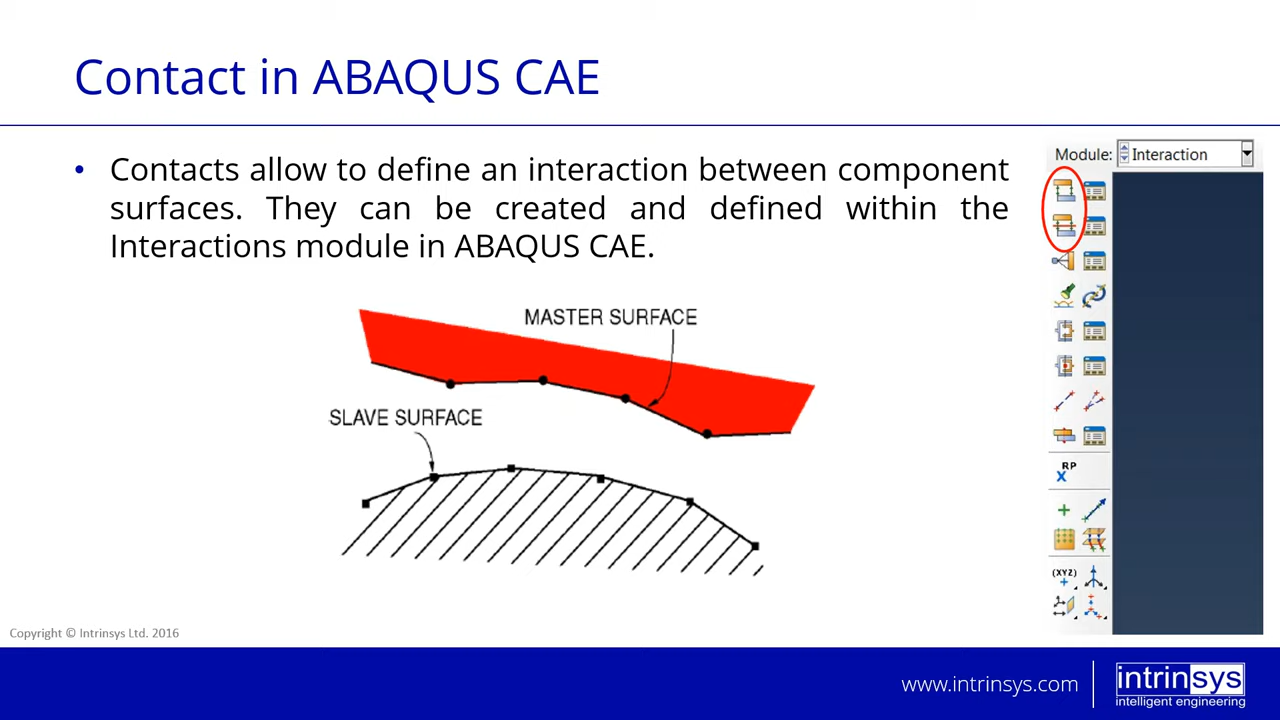 Contact in ABAQUS CAE
• Contacts allow to define an interaction between component
surfaces. They can be created and defined within the
Interactions module in ABAQUS CAE.
Module: Interaction
MASTER SURFACE
SLAVE SURFACE
RP
(XYZ)
Copyright © Intrinsys Ltd. 2016
www.intrinsys.com
intrinsys
intelligent engineering